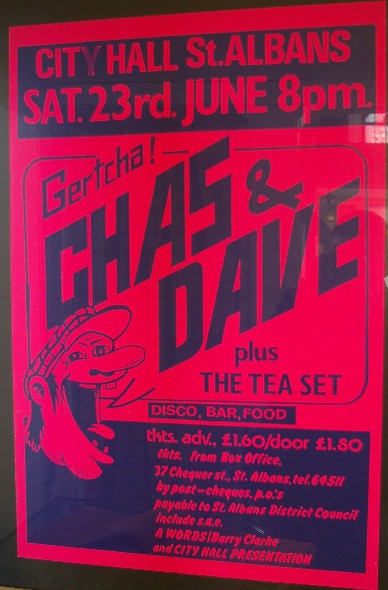 CITY HALL St.ALBANS
SAT. 23rd. JUNE 8pm.
Gertcha!
CHAS &
DAVE
plus
THE TEA SET
DISCO, BAR, FOOD
tkts. adv., £1.60/door £1.80
tkts. from Box Office,
37 Chequer st., St. Albans, tel. 64511
by post-cheques, p.o.'s
payable to St. Albans District Council
include s.a.e.
A WORDS|Barry Clarke
and CITY HALL PRESENTATION